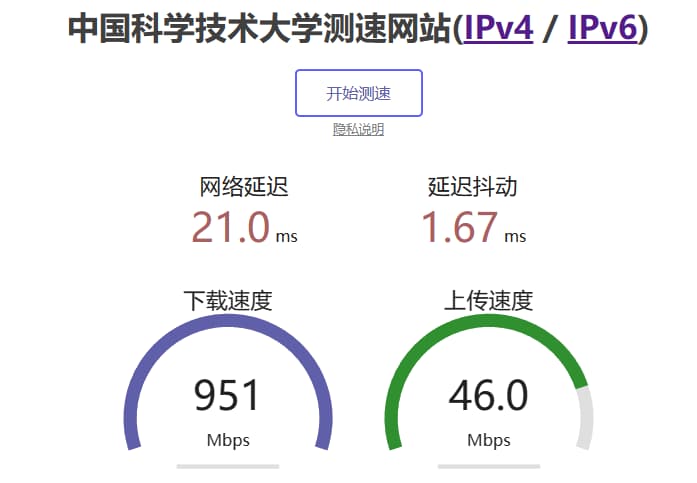 中国科学技术大学测速网站(IPv4 / IPv6)
开始测速
隐私说明
网络延迟 延迟抖动
21.0 ms 1.67 ms
下载速度 上传速度
951 46.0
Mbps Mbps